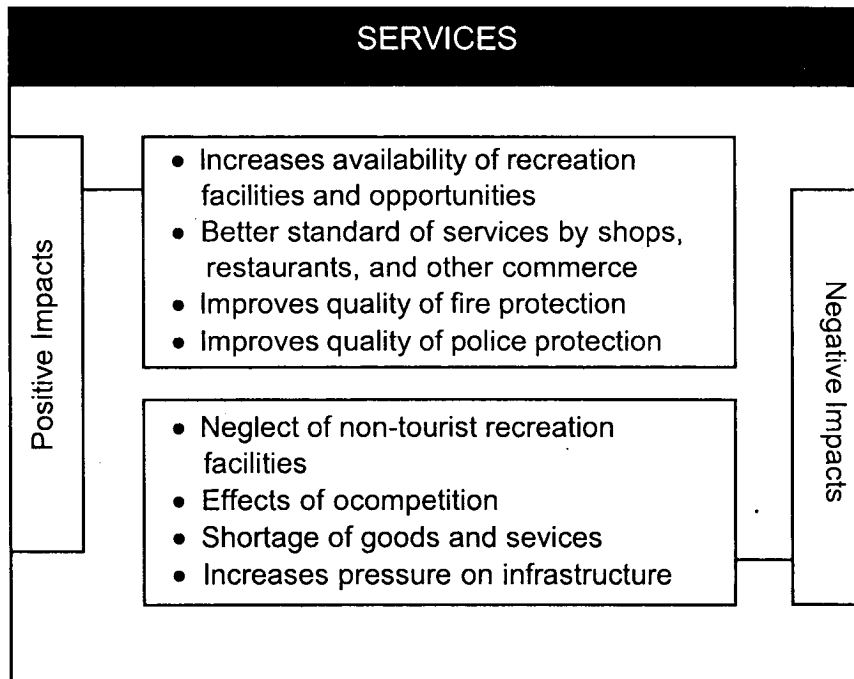 SERVICES
Positive Impacts
• Increases availability of recreation
facilities and opportunities
• Better standard of services by shops,
restaurants, and other commerce
• Improves quality of fire protection
• Improves quality of police protection
• Neglect of non-tourist recreation
facilities
• Effects of ocompetition
• Shortage of goods and sevices
• Increases pressure on infrastructure
Negative Impacts